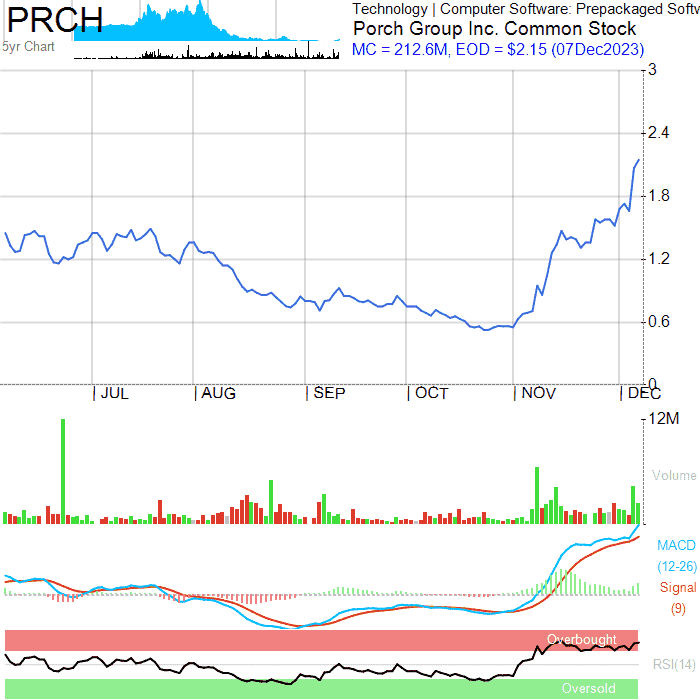 PRCH
5yr Chart
Technology | Computer Software: Prepackaged Softw
Porch Group Inc. Common Stock
MC = 212.6M, EOD = $2.15 (07Dec2023)
3
2.4
1.8
1.2
0.6
0
JUL AUG SEP OCT NOV DEC
12M
Volume
MACD
(12-26)
Signal
(9)
Overbought
RSI(14)
Oversold